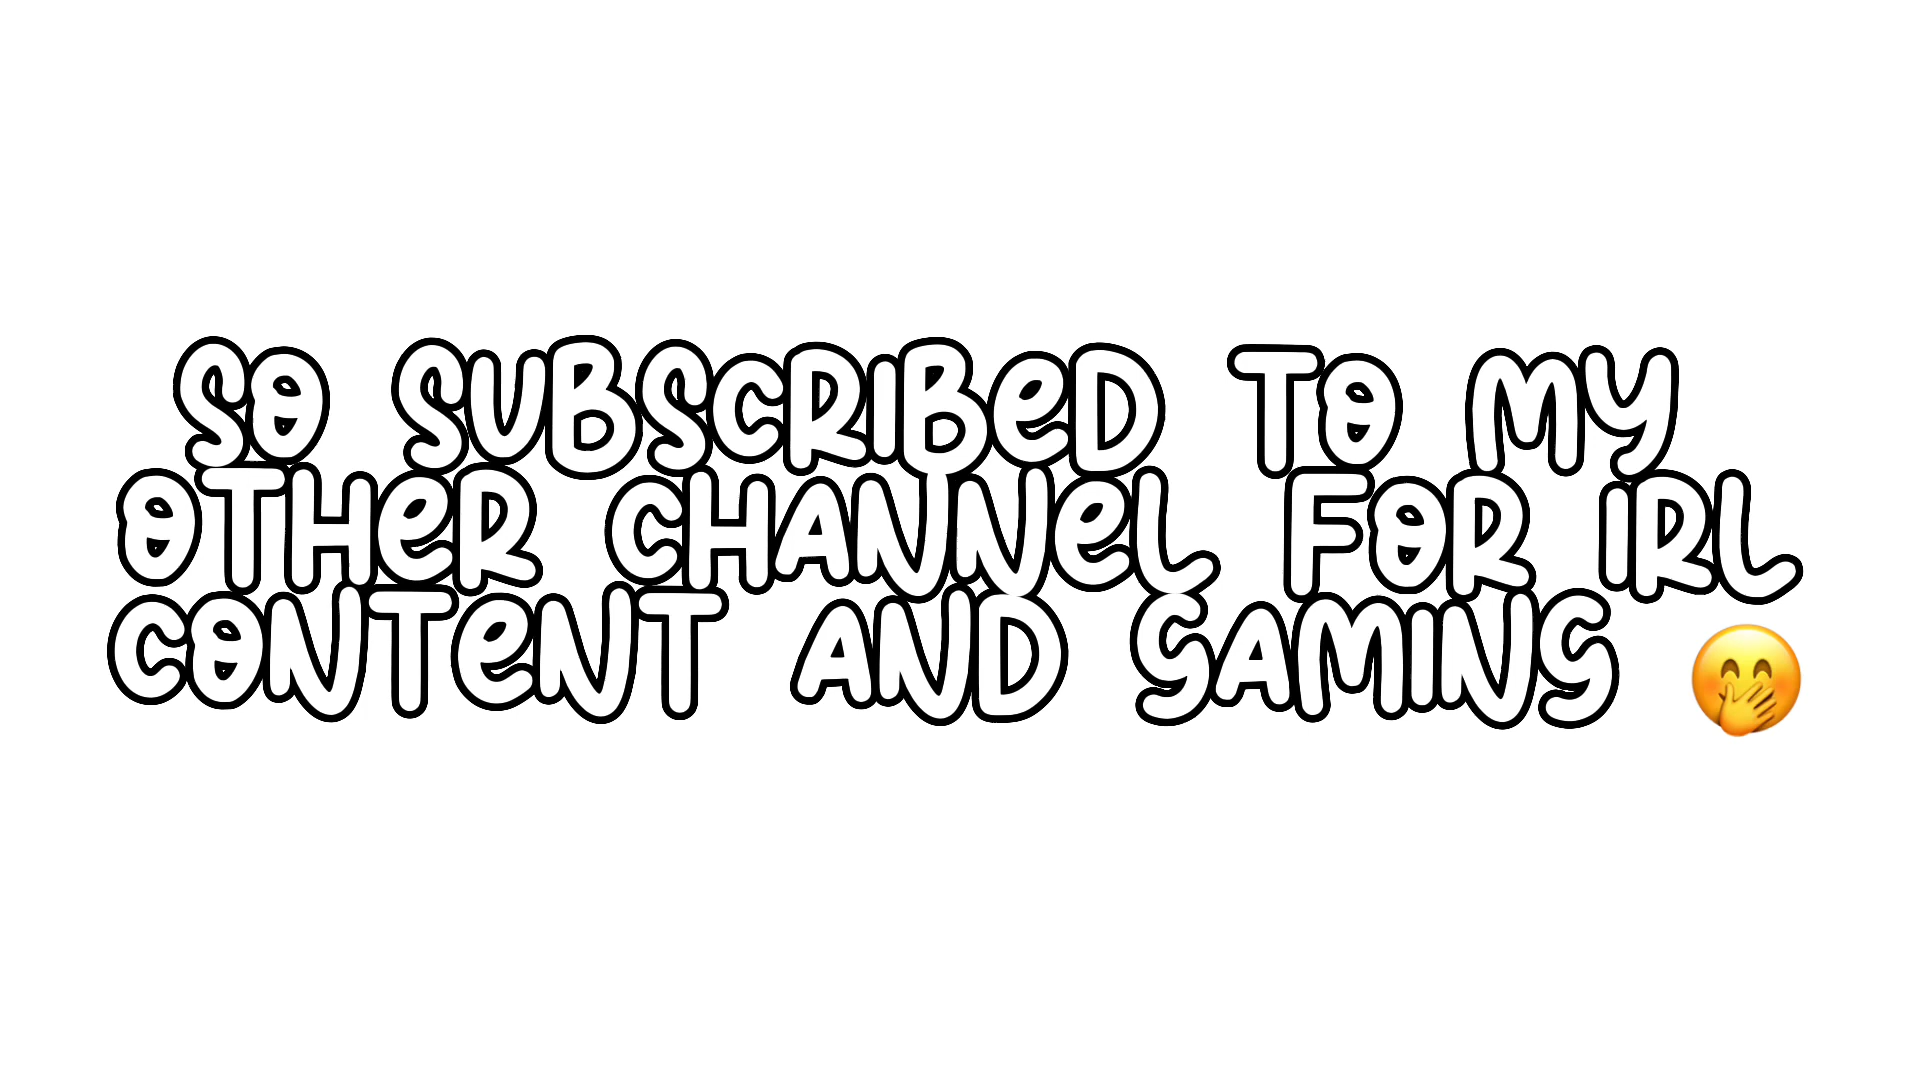 SO SUBSCRIBED TO MY
OTHER CHANNEL FOR IRL
CONTENT AND GAMING 🤭